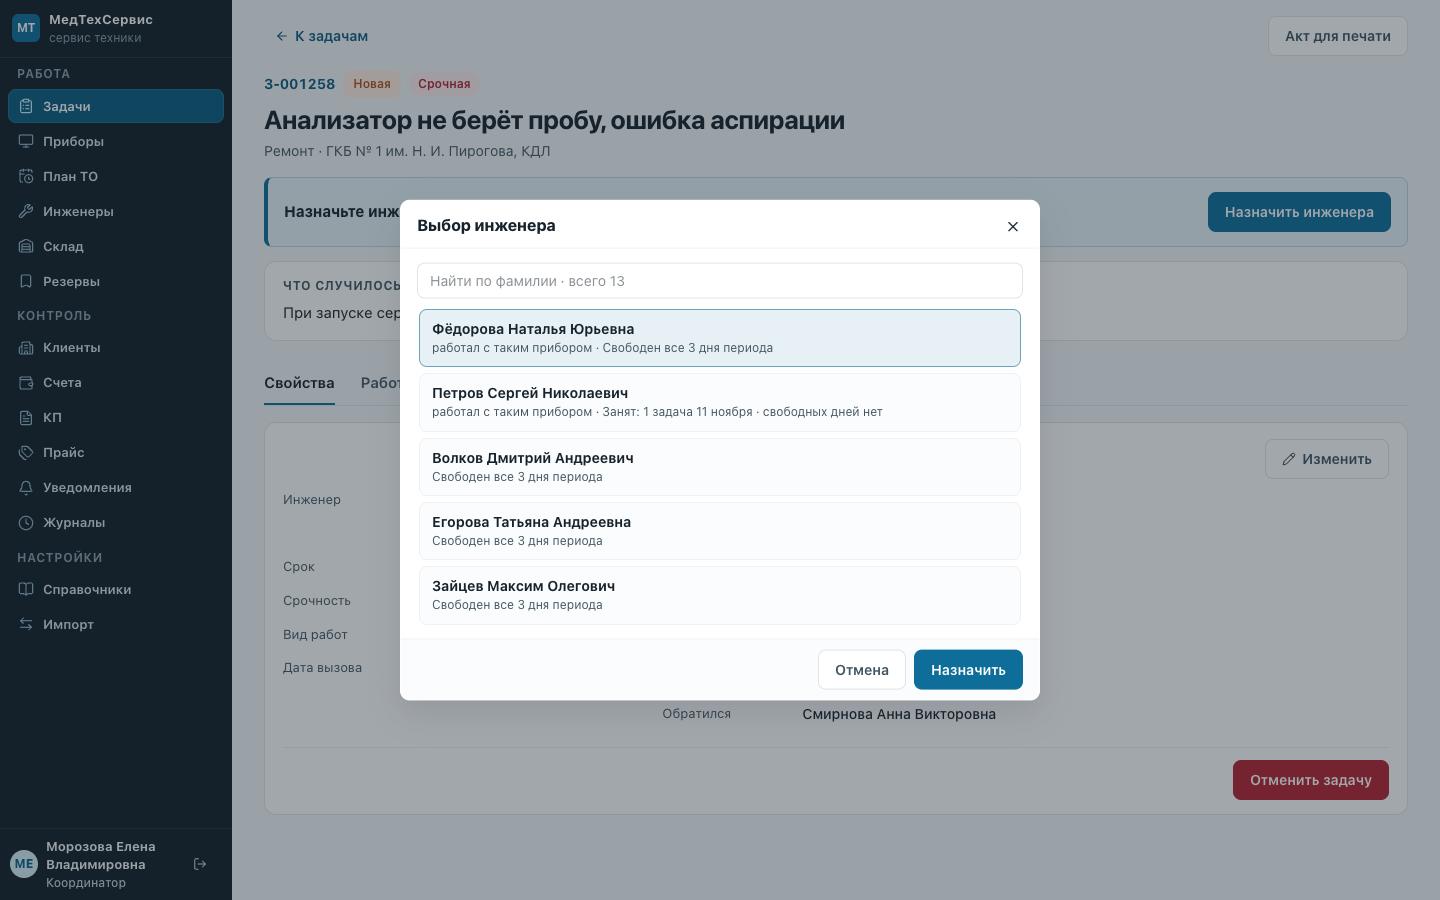 МТ
МедТехСервис
сервис техники
РАБОТА
Задачи
Приборы
План ТО
Инженеры
Склад
Резервы
КОНТРОЛЬ
Клиенты
Счета
КП
Прайс
Уведомления
Журналы
НАСТРОЙКИ
Справочники
Импорт
МЕ
Морозова Елена
Владимировна
Координатор
← К задачам
Акт для печати
З-001258 Новая Срочная
Анализатор не берёт пробу, ошибка аспирации
Ремонт · ГКБ № 1 им. Н. И. Пирогова, КДЛ
Назначьте инж
Назначить инженера
ЧТО СЛУЧИЛОСЬ
При запуске сер
Свойства
Работ
Изменить
Инженер
Срок
Срочность
Вид работ
Дата вызова
Обратился
Смирнова Анна Викторовна
Отменить задачу
Выбор инженера
Найти по фамилии · всего 13
Фёдорова Наталья Юрьевна
работал с таким прибором · Свободен все 3 дня периода
Петров Сергей Николаевич
работал с таким прибором · Занят: 1 задача 11 ноября · свободных дней нет
Волков Дмитрий Андреевич
Свободен все 3 дня периода
Егорова Татьяна Андреевна
Свободен все 3 дня периода
Зайцев Максим Олегович
Свободен все 3 дня периода
Отмена
Назначить